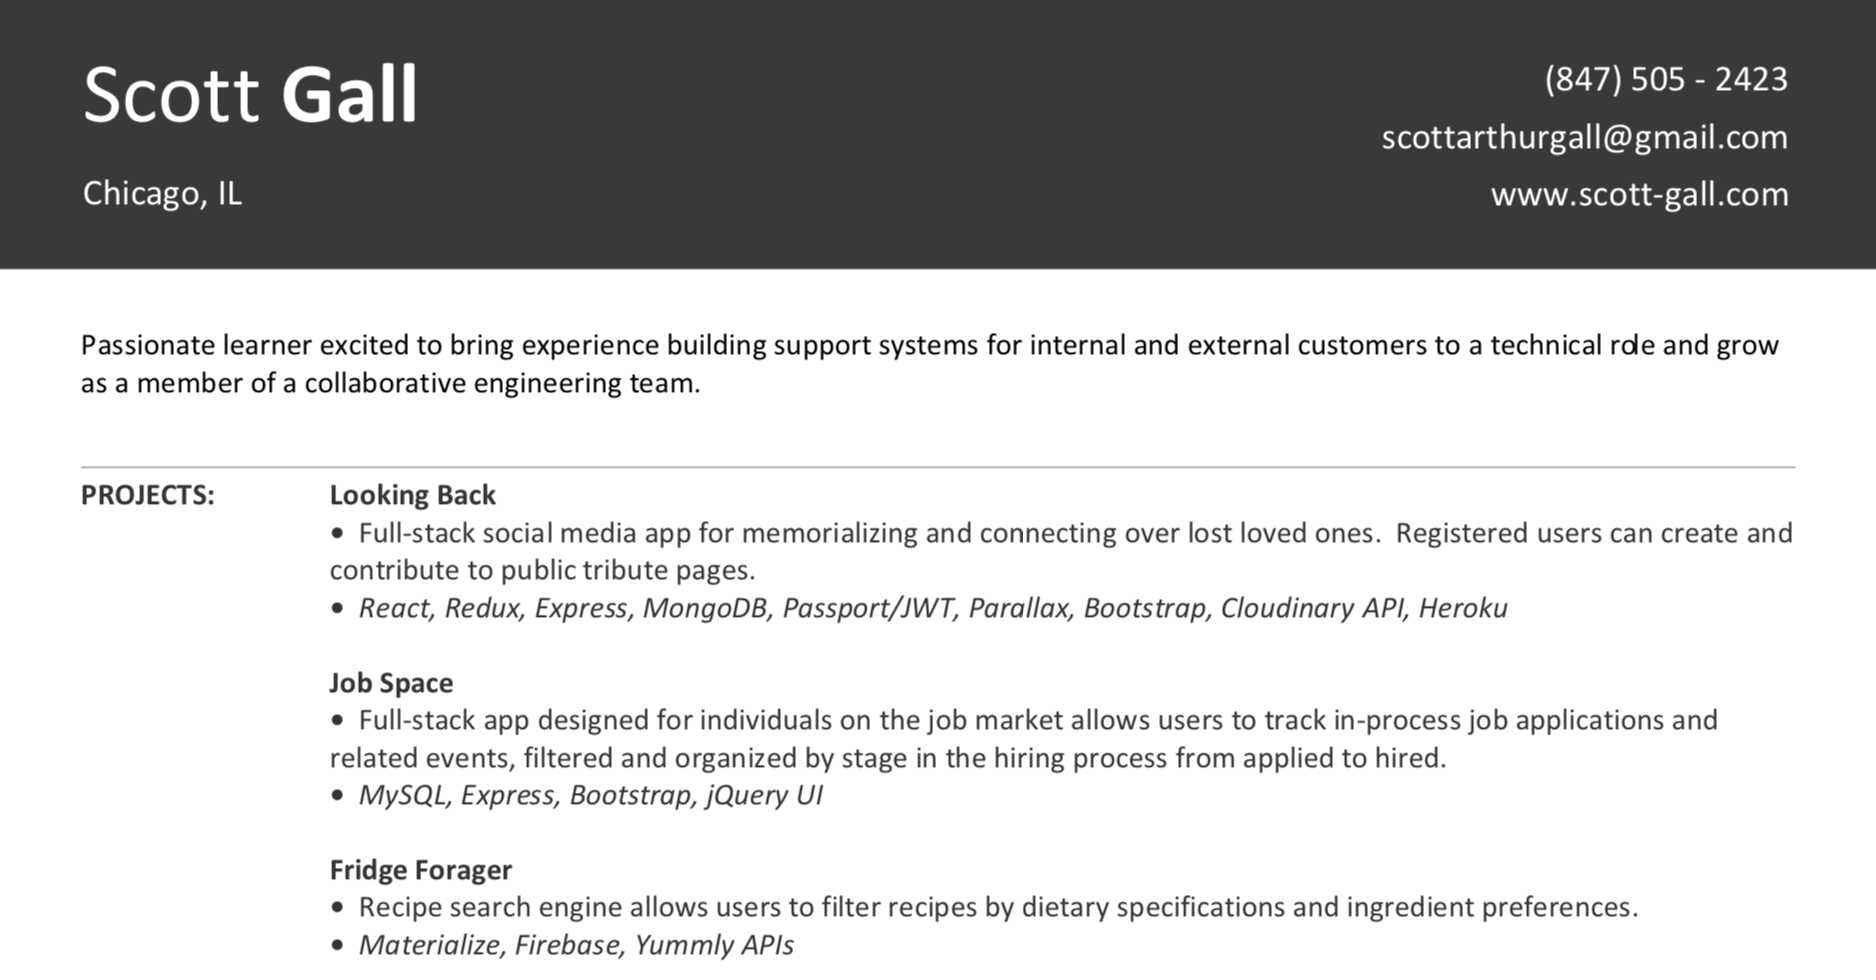 Scott Gall
Chicago, IL
(847) 505 - 2423
scottarthurgall@gmail.com
www.scott-gall.com
Passionate learner excited to bring experience building support systems for internal and external customers to a technical role and grow
as a member of a collaborative engineering team.
PROJECTS:
Looking Back
• Full-stack social media app for memorializing and connecting over lost loved ones.  Registered users can create and
contribute to public tribute pages.
• React, Redux, Express, MongoDB, Passport/JWT, Parallax, Bootstrap, Cloudinary API, Heroku
Job Space
• Full-stack app designed for individuals on the job market allows users to track in-process job applications and
related events, filtered and organized by stage in the hiring process from applied to hired.
• MySQL, Express, Bootstrap, jQuery UI
Fridge Forager
• Recipe search engine allows users to filter recipes by dietary specifications and ingredient preferences.
• Materialize, Firebase, Yummly APIs